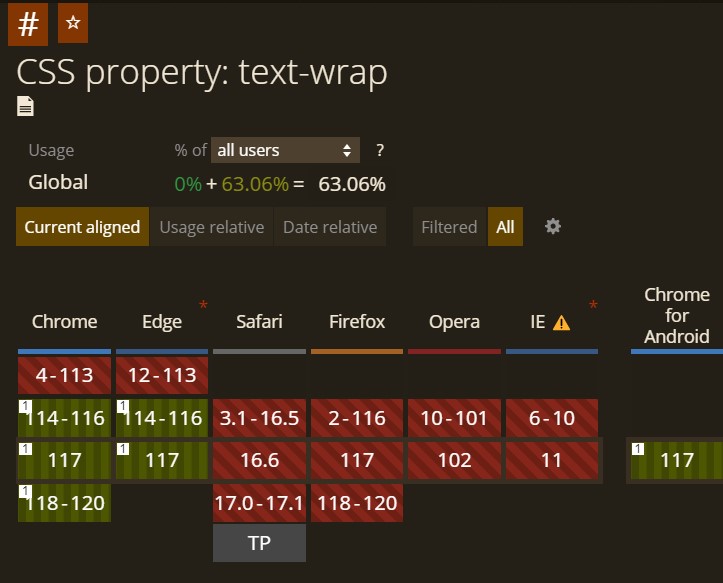 #
CSS property: text-wrap
Usage % of all users ?
Global 0% + 63.06% = 63.06%
Current aligned Usage relative Date relative Filtered All
Chrome Edge * Safari Firefox Opera IE * Chrome for Android
4-113 12-113
1 114-116 1 114-116 3.1-16.5 2-116 10-101 6-10
1 117 1 117 16.6 117 102 11 1 117
1 118-120 17.0-17.1 118-120
TP